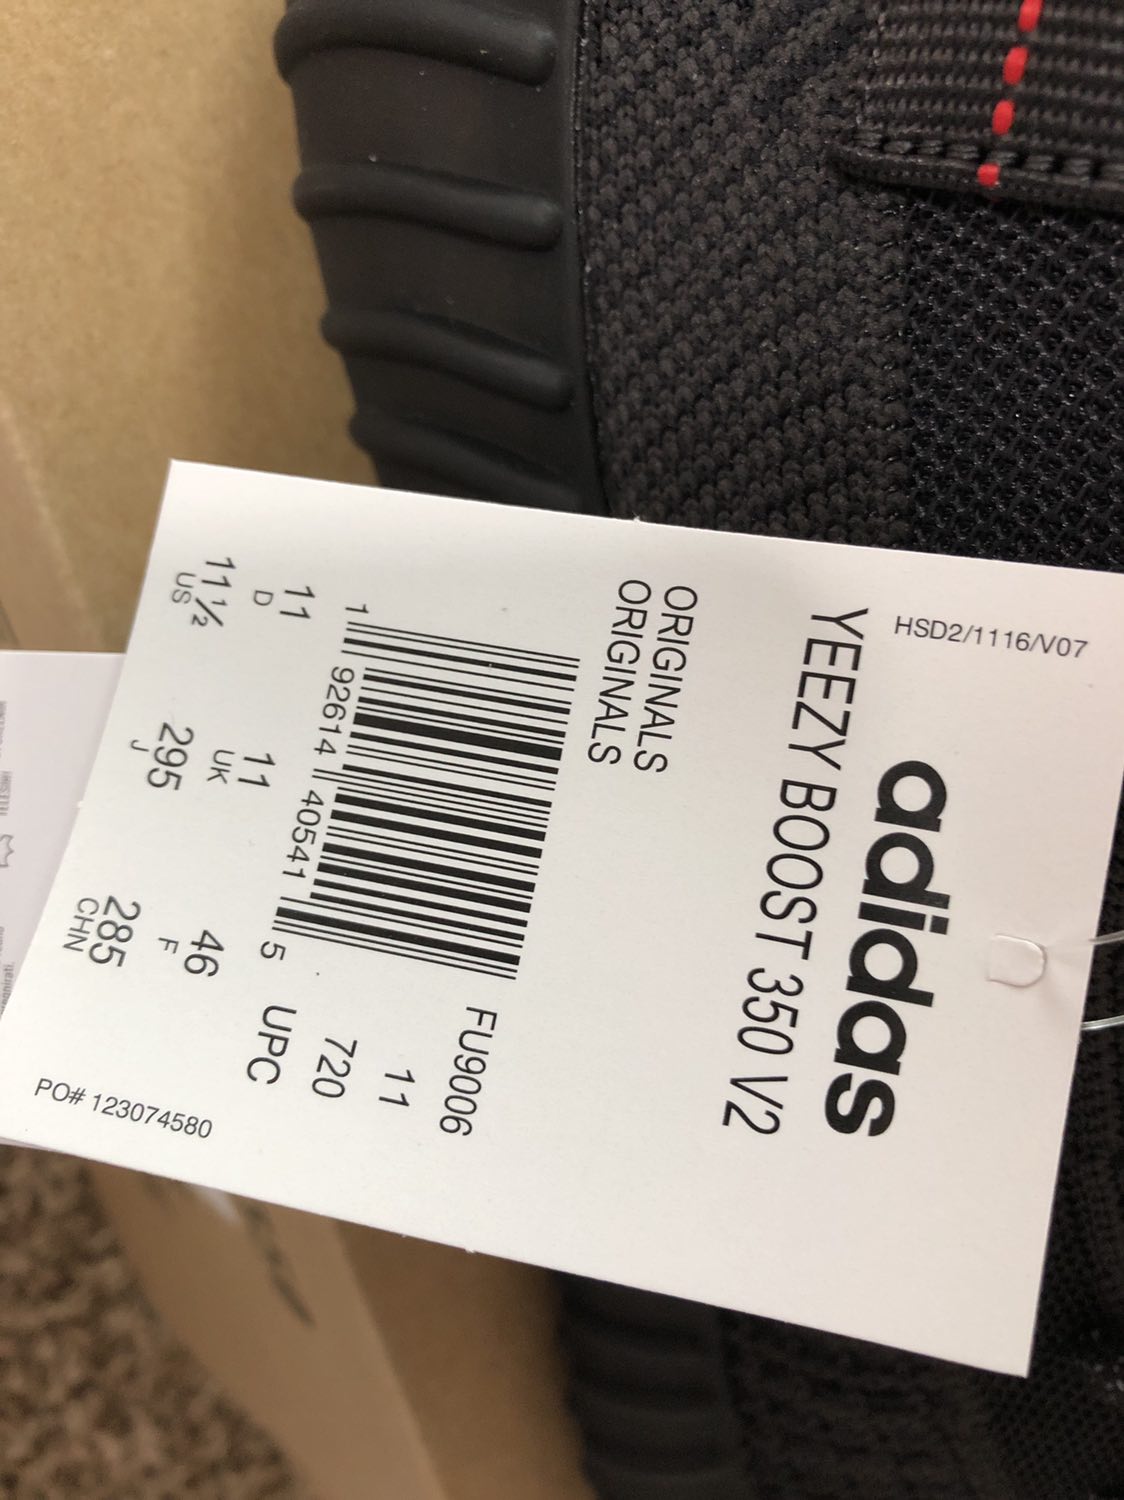 HSD2/1116/V07
adidas
YEEZY BOOST 350 V2
ORIGINALS
ORIGINALS
FU9006
11
720
1 92614 40541 5 UPC
11 11 46
D UK F
11½ 295 285
US J CHN
PO# 123074580